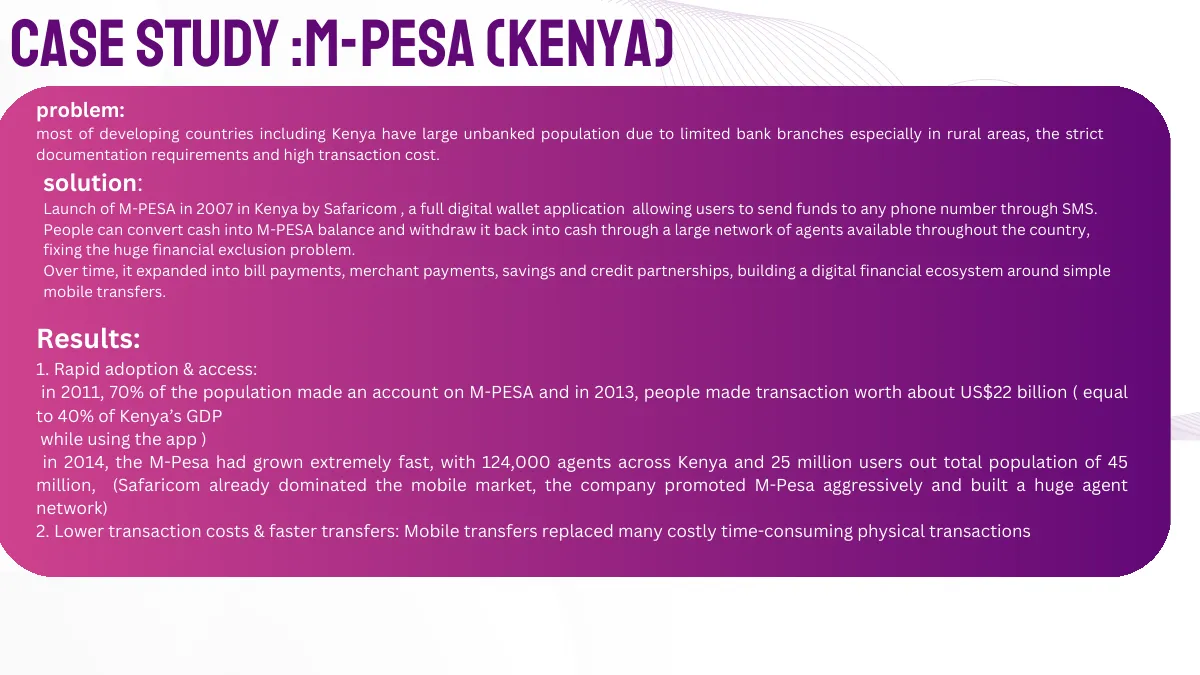 CASE STUDY :M-PESA (KENYA)
problem:
most of developing countries including Kenya have large unbanked population due to limited bank branches especially in rural areas, the strict
documentation requirements and high transaction cost.
solution:
Launch of M-PESA in 2007 in Kenya by Safaricom , a full digital wallet application allowing users to send funds to any phone number through SMS.
People can convert cash into M-PESA balance and withdraw it back into cash through a large network of agents available throughout the country,
fixing the huge financial exclusion problem.
Over time, it expanded into bill payments, merchant payments, savings and credit partnerships, building a digital financial ecosystem around simple
mobile transfers.
Results:
1. Rapid adoption & access:
in 2011, 70% of the population made an account on M-PESA and in 2013, people made transaction worth about US$22 billion ( equal
to 40% of Kenya’s GDP
while using the app )
in 2014, the M-Pesa had grown extremely fast, with 124,000 agents across Kenya and 25 million users out total population of 45
million, (Safaricom already dominated the mobile market, the company promoted M-Pesa aggressively and built a huge agent
network)
2. Lower transaction costs & faster transfers: Mobile transfers replaced many costly time-consuming physical transactions